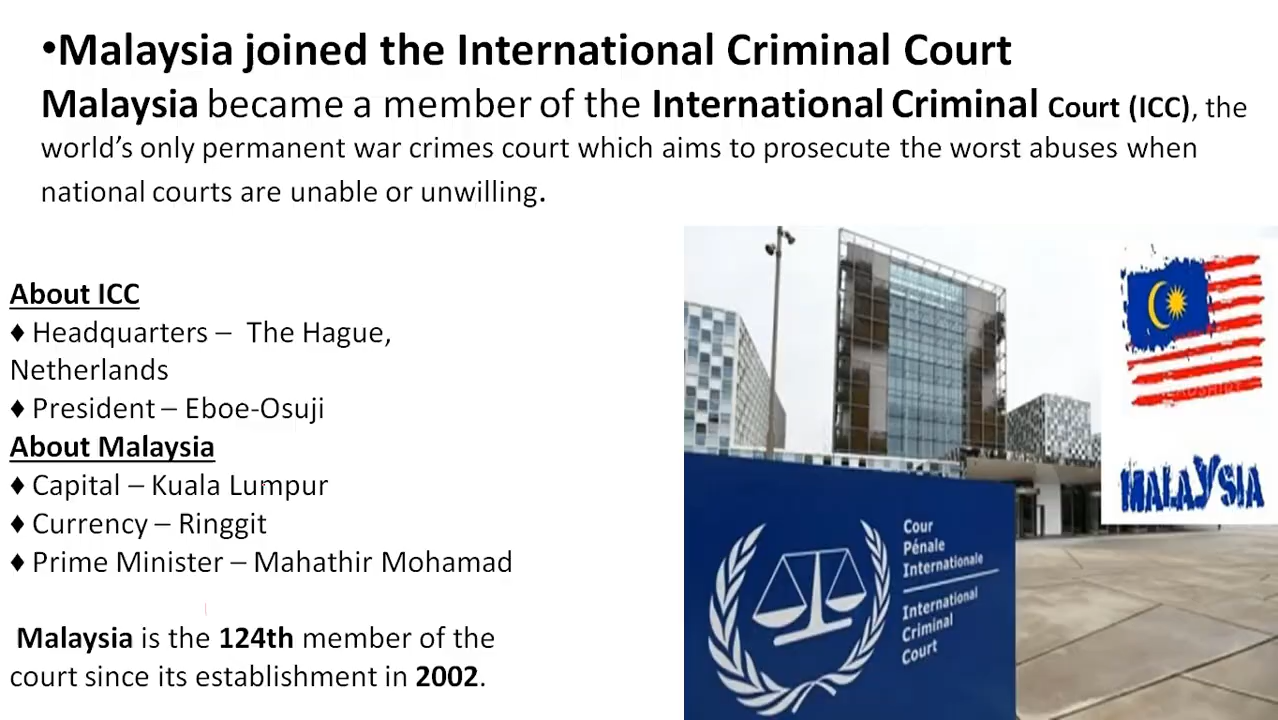 •Malaysia joined the International Criminal Court
Malaysia became a member of the International Criminal Court (ICC), the
world’s only permanent war crimes court which aims to prosecute the worst abuses when
national courts are unable or unwilling.
About ICC
♦ Headquarters – The Hague,
Netherlands
♦ President – Eboe-Osuji
About Malaysia
♦ Capital – Kuala Lumpur
♦ Currency – Ringgit
♦ Prime Minister – Mahathir Mohamad
Malaysia is the 124th member of the
court since its establishment in 2002.
Cour
Pénale
Internationale
International
Criminal
Court
MALAYSIA